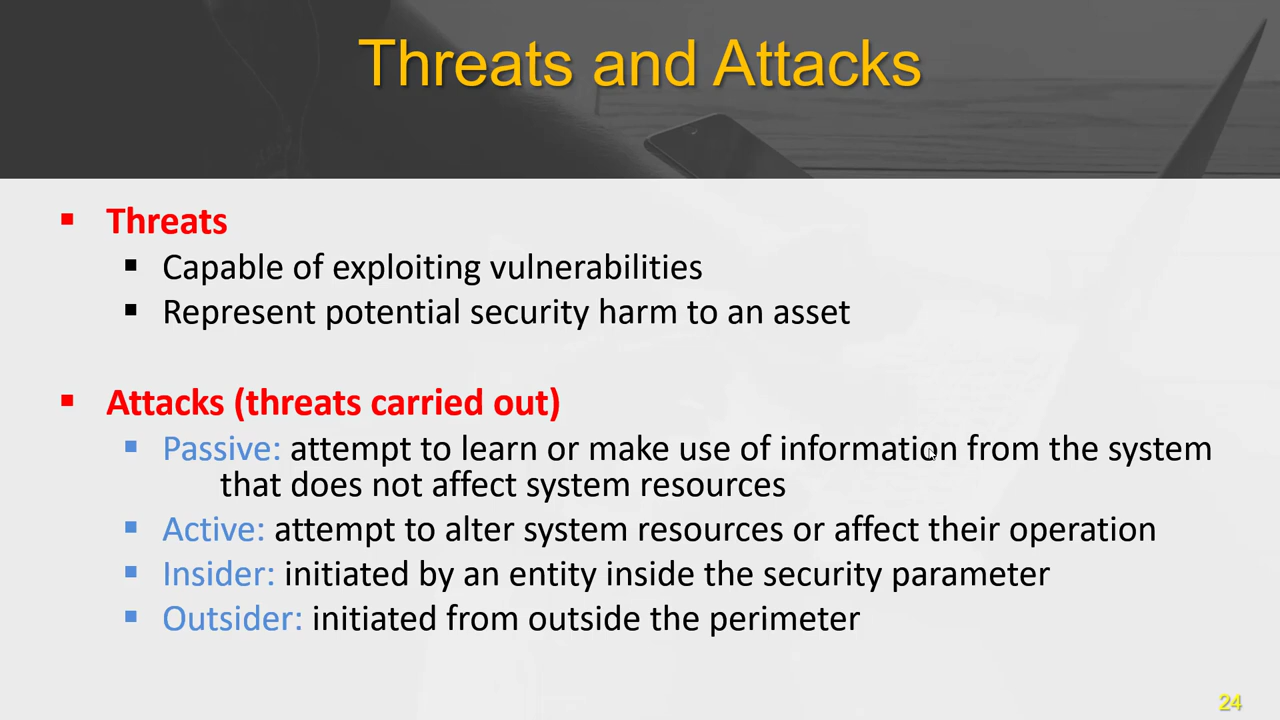 Threats and Attacks
▪ Threats
▪ Capable of exploiting vulnerabilities
▪ Represent potential security harm to an asset
▪ Attacks (threats carried out)
▪ Passive: attempt to learn or make use of information from the system
that does not affect system resources
▪ Active: attempt to alter system resources or affect their operation
▪ Insider: initiated by an entity inside the security parameter
▪ Outsider: initiated from outside the perimeter
24